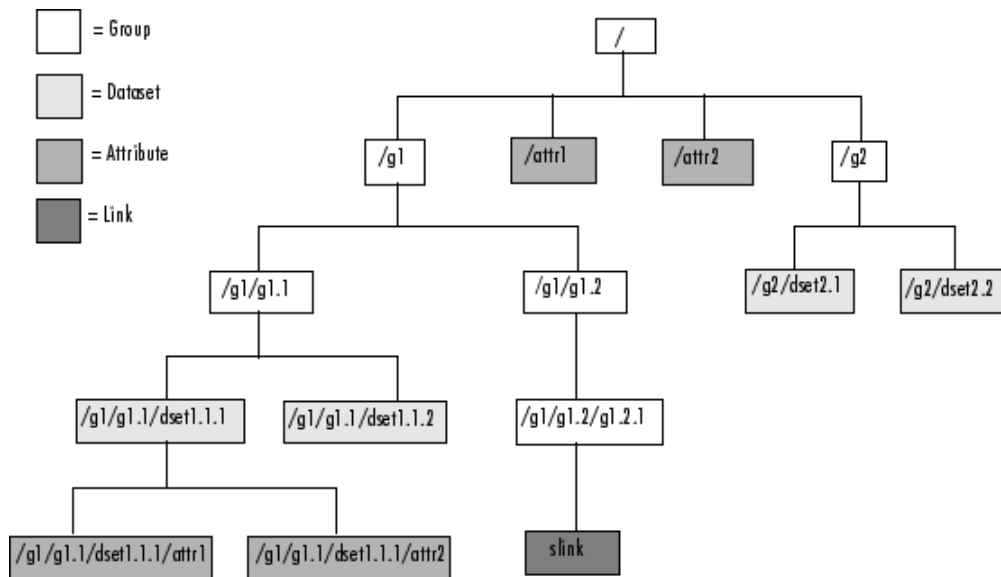 = Group
= Dataset
= Attribute
= Link
/
/g1
/attr1
/attr2
/g2
/g1/g1.1
/g1/g1.2
/g2/dset2.1
/g2/dset2.2
/g1/g1.1/dset1.1.1
/g1/g1.1/dset1.1.2
/g1/g1.2/g1.2.1
/g1/g1.1/dset1.1.1/attr1
/g1/g1.1/dset1.1.1/attr2
slink